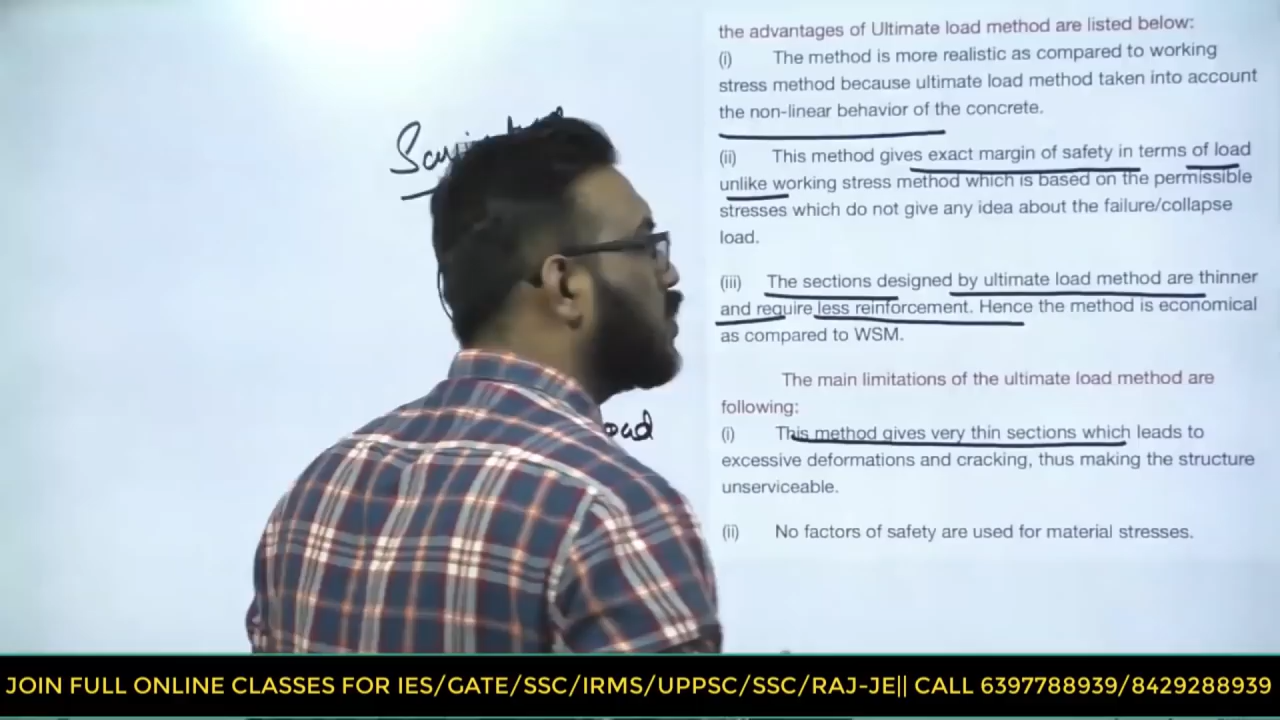 the advantages of Ultimate load method are listed below:
(i) The method is more realistic as compared to working
stress method because ultimate load method taken into account
the non-linear behavior of the concrete.
(ii) This method gives exact margin of safety in terms of load
unlike working stress method which is based on the permissible
stresses which do not give any idea about the failure/collapse
load.
(iii) The sections designed by ultimate load method are thinner
and require less reinforcement. Hence the method is economical
as compared to WSM.
The main limitations of the ultimate load method are
following:
(i) This method gives very thin sections which leads to
excessive deformations and cracking, thus making the structure
unserviceable.
(ii) No factors of safety are used for material stresses.
JOIN FULL ONLINE CLASSES FOR IES/GATE/SSC/IRMS/UPPSC/SSC/RAJ-JE|| CALL 6397788939/8429288939